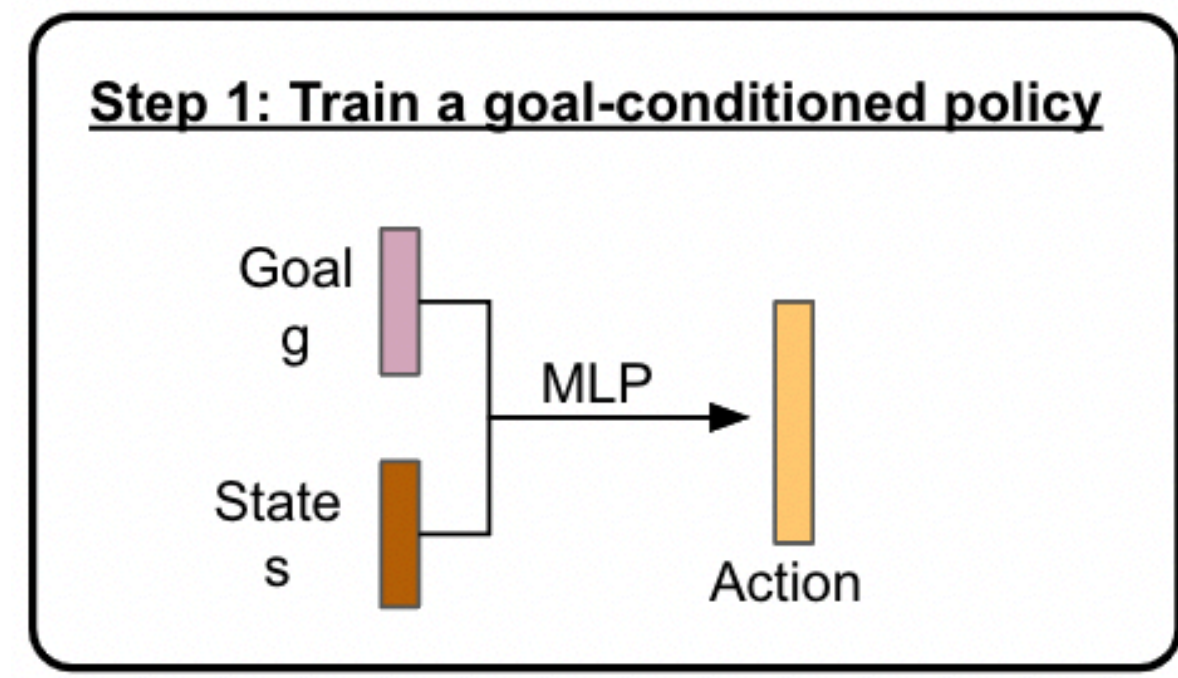 Step 1: Train a goal-conditioned policy
Goal
g
MLP
State
s
Action